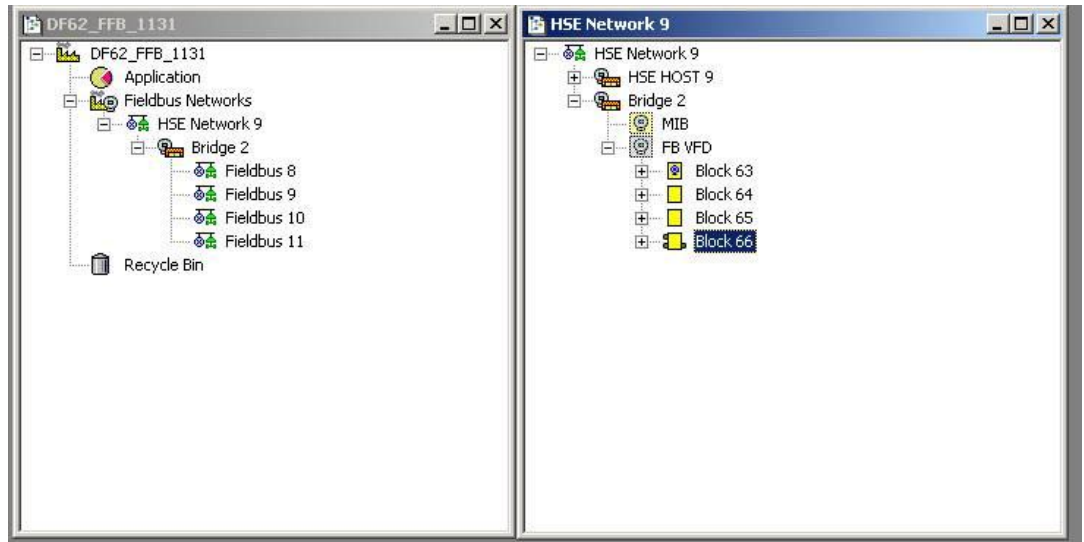 DF62_FFB_1131
DF62_FFB_1131
Application
Fieldbus Networks
HSE Network 9
Bridge 2
Fieldbus 8
Fieldbus 9
Fieldbus 10
Fieldbus 11
Recycle Bin
HSE Network 9
HSE Network 9
HSE HOST 9
Bridge 2
MIB
FB VFD
Block 63
Block 64
Block 65
Block 66